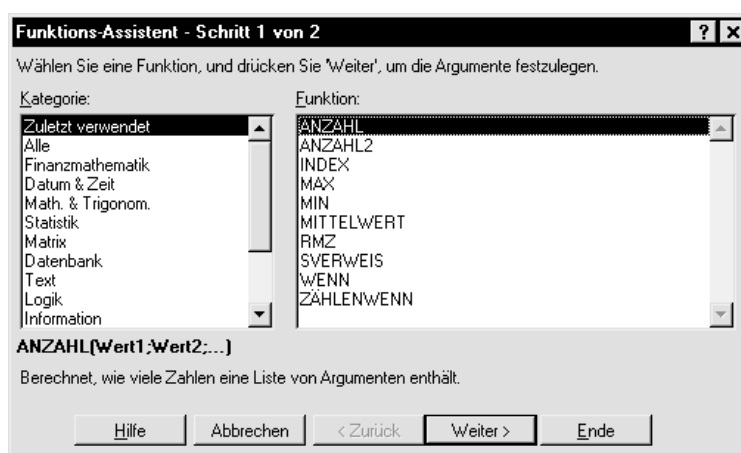 Funktions-Assistent - Schritt 1 von 2
Wählen Sie eine Funktion, und drücken Sie 'Weiter', um die Argumente festzulegen.
Kategorie:
Zuletzt verwendet
Alle
Finanzmathematik
Datum & Zeit
Math. & Trigonom.
Statistik
Matrix
Datenbank
Text
Logik
Information
Funktion:
ANZAHL
ANZAHL2
INDEX
MAX
MIN
MITTELWERT
RMZ
SVERWEIS
WENN
ZÄHLENWENN
ANZAHL(Wert1;Wert2;...)
Berechnet, wie viele Zahlen eine Liste von Argumenten enthält.
Hilfe
Abbrechen
< Zurück
Weiter >
Ende